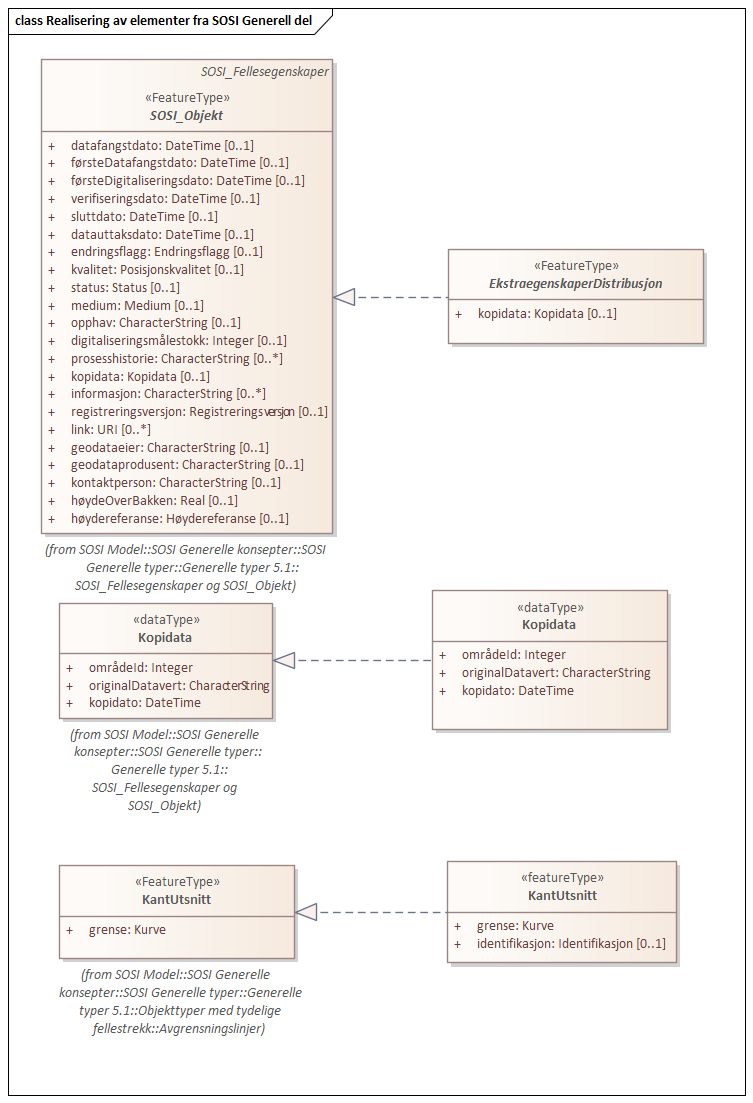 class Realisering av elementer fra SOSI Generell del
SOSI_Fellesegenskaper
«FeatureType»
SOSI_Objekt
+ datafangstdato: DateTime [0..1]
+ førsteDatafangstdato: DateTime [0..1]
+ førsteDigitaliseringsdato: DateTime [0..1]
+ verifiseringsdato: DateTime [0..1]
+ sluttdato: DateTime [0..1]
+ datauttaksdato: DateTime [0..1]
+ endringsflagg: Endringsflagg [0..1]
+ kvalitet: Posisjonskvalitet [0..1]
+ status: Status [0..1]
+ medium: Medium [0..1]
+ opphav: CharacterString [0..1]
+ digitaliseringsmålestokk: Integer [0..1]
+ prosesshistorie: CharacterString [0..*]
+ kopidata: Kopidata [0..1]
+ informasjon: CharacterString [0..*]
+ registreringsversjon: Registreringsversjon [0..1]
+ link: URI [0..*]
+ geodataeier: CharacterString [0..1]
+ geodataprodusent: CharacterString [0..1]
+ kontaktperson: CharacterString [0..1]
+ høydeOverBakken: Real [0..1]
+ høydereferanse: Høydereferanse [0..1]
(from SOSI Model::SOSI Generelle konsepter::SOSI
Generelle typer::Generelle typer 5.1::
SOSI_Fellesegenskaper og SOSI_Objekt)
«FeatureType»
EkstraegenskaperDistribusjon
+ kopidata: Kopidata [0..1]
«dataType»
Kopidata
+ områdeId: Integer
+ originalDatavert: CharacterString
+ kopidato: DateTime
(from SOSI Model::SOSI Generelle
konsepter::SOSI Generelle typer::
Generelle typer 5.1::
SOSI_Fellesegenskaper og
SOSI_Objekt)
«dataType»
Kopidata
+ områdeId: Integer
+ originalDatavert: CharacterString
+ kopidato: DateTime
«FeatureType»
KantUtsnitt
+ grense: Kurve
(from SOSI Model::SOSI Generelle
konsepter::SOSI Generelle typer::Generelle
typer 5.1::Objekttyper med tydelige
fellestrekk::Avgrensningslinjer)
«featureType»
KantUtsnitt
+ grense: Kurve
+ identifikasjon: Identifikasjon [0..1]